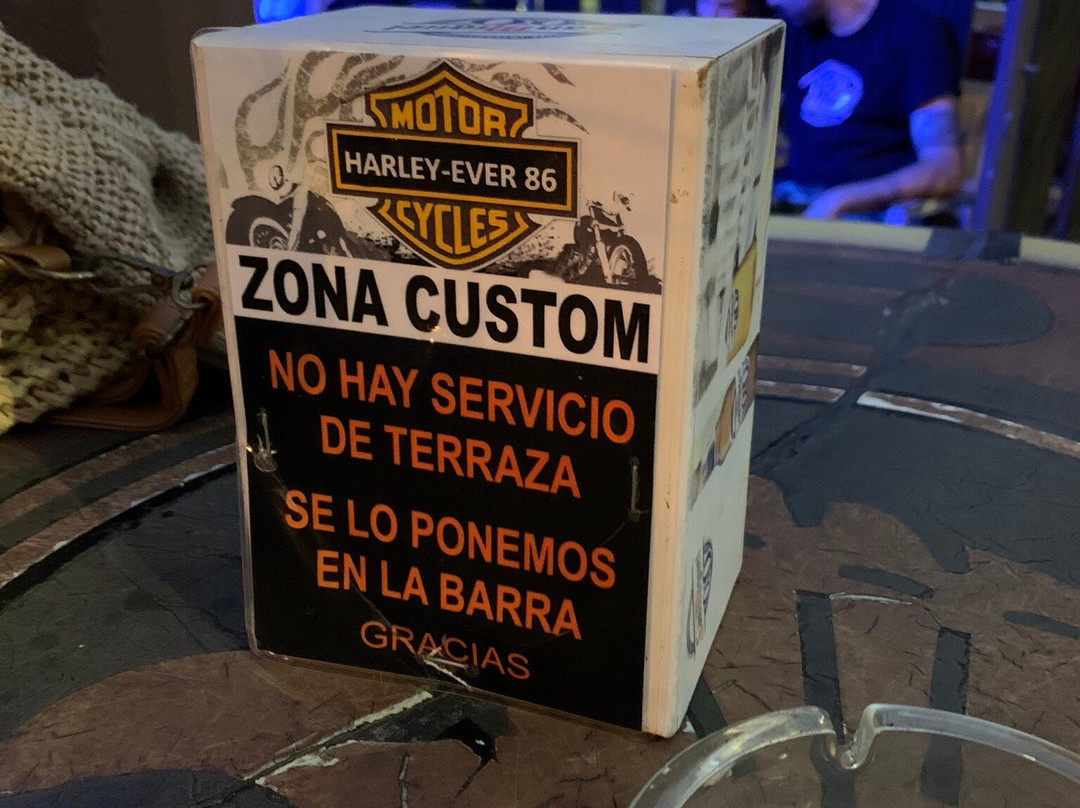 MOTOR
HARLEY-EVER 86
CYCLES
ZONA CUSTOM
NO HAY SERVICIO
DE TERRAZA
SE LO PONEMOS
EN LA BARRA
GRACIAS